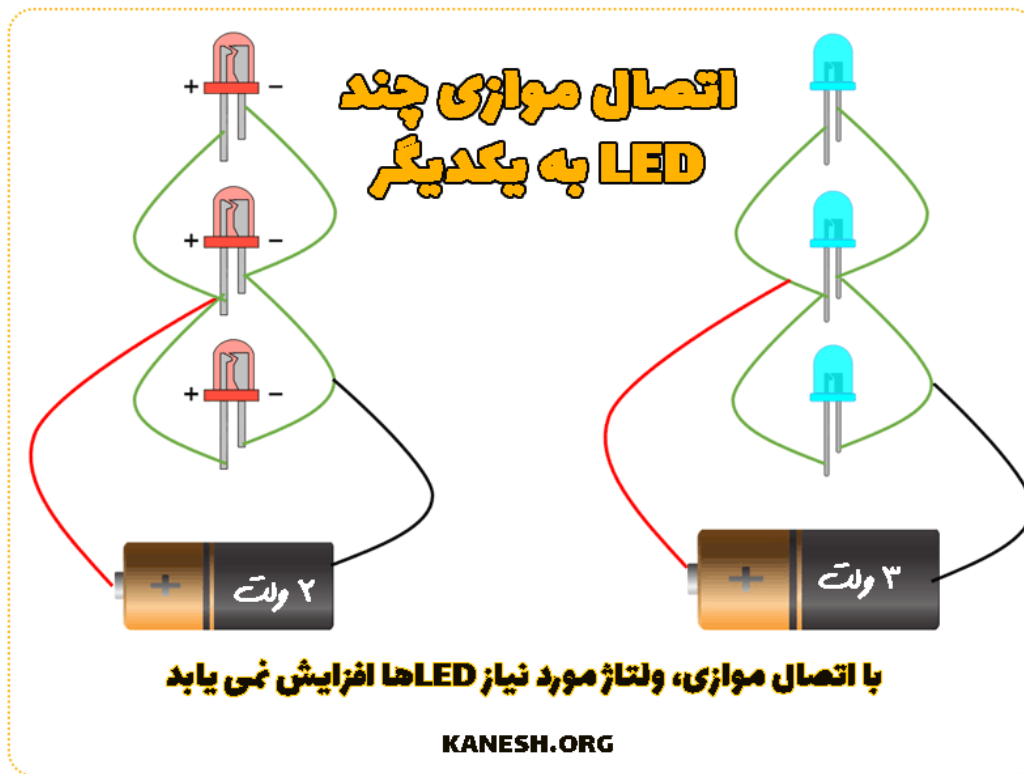 اتصال موازی چند
LED به یکدیگر
+ −
+ −
+ −
+ ۲ ولت
+ ۳ ولت
با اتصال موازی، ولتاژ مورد نیاز LEDها افزایش نمی یابد
KANESH.ORG